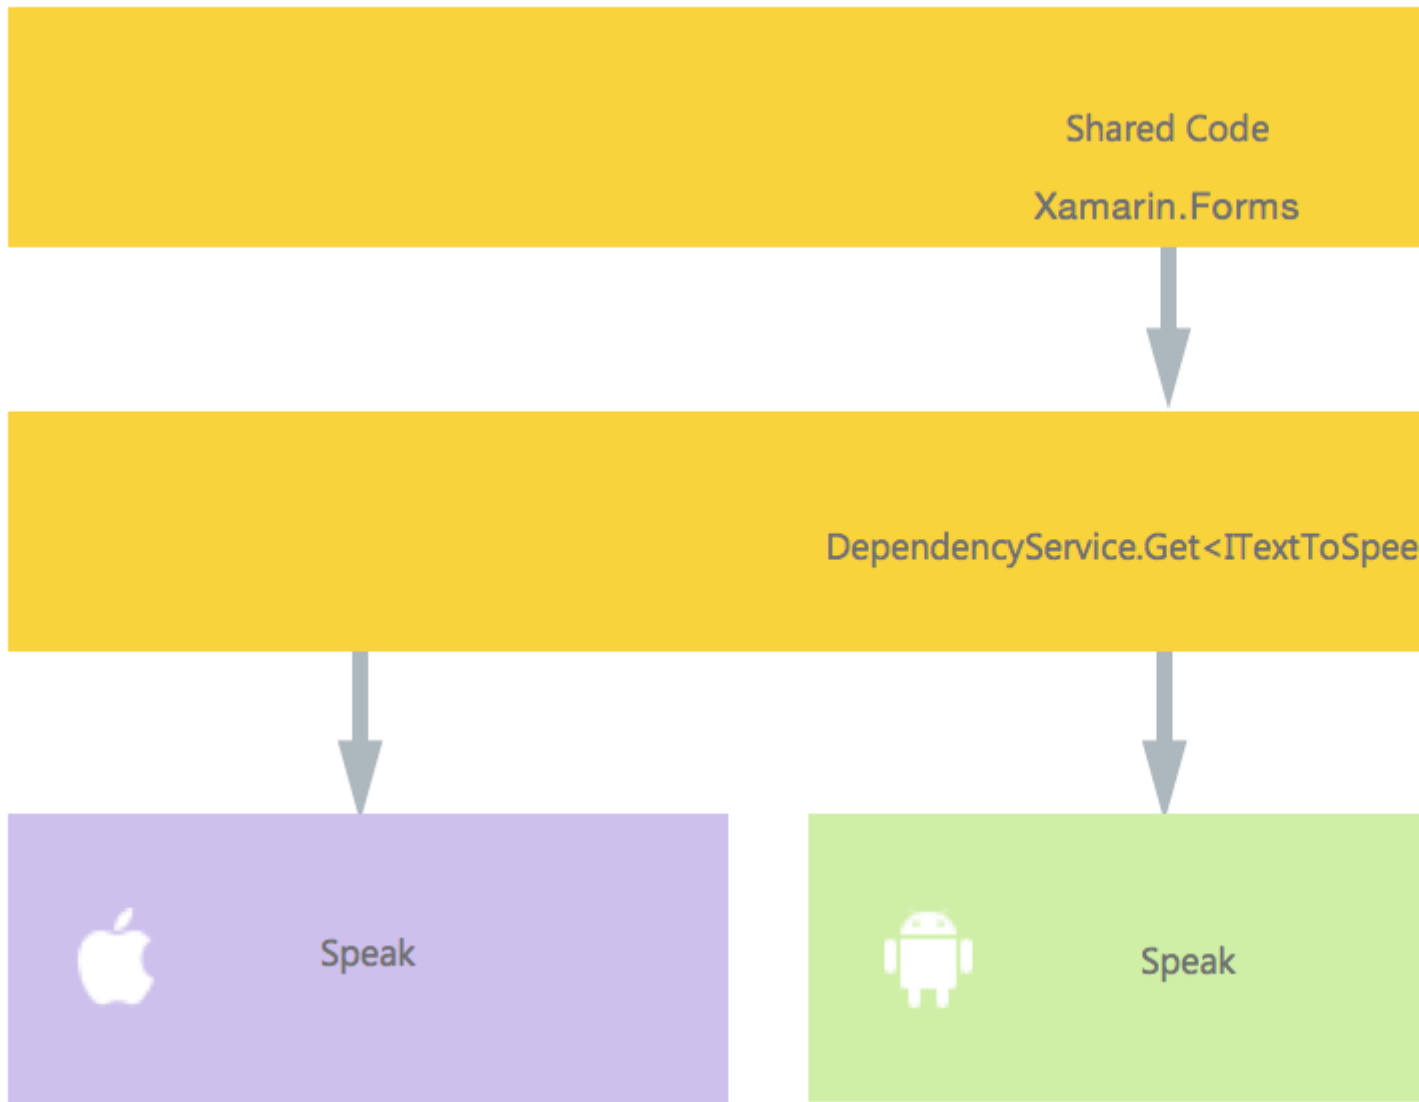 Shared Code
Xamarin.Forms
DependencyService.Get<ITextToSpee
Speak
Speak